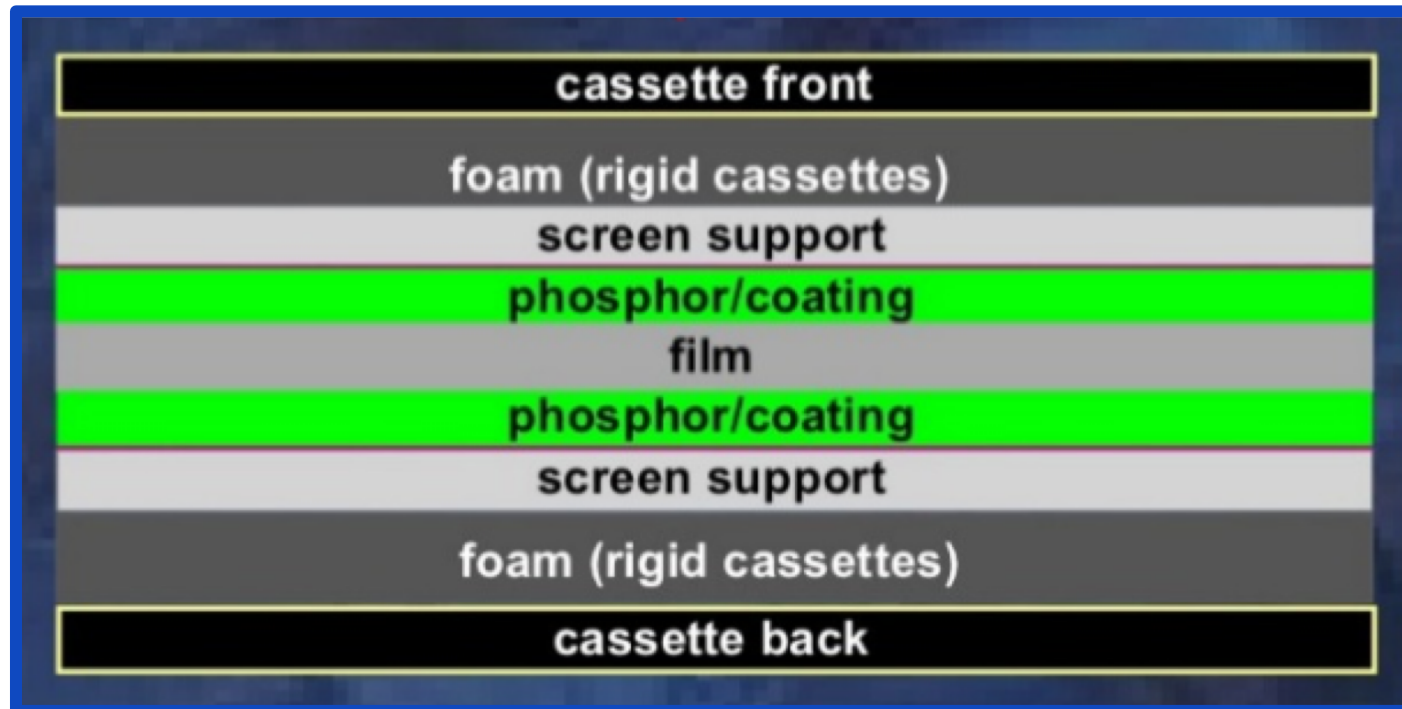 cassette front
foam (rigid cassettes)
screen support
phosphor/coating
film
phosphor/coating
screen support
foam (rigid cassettes)
cassette back